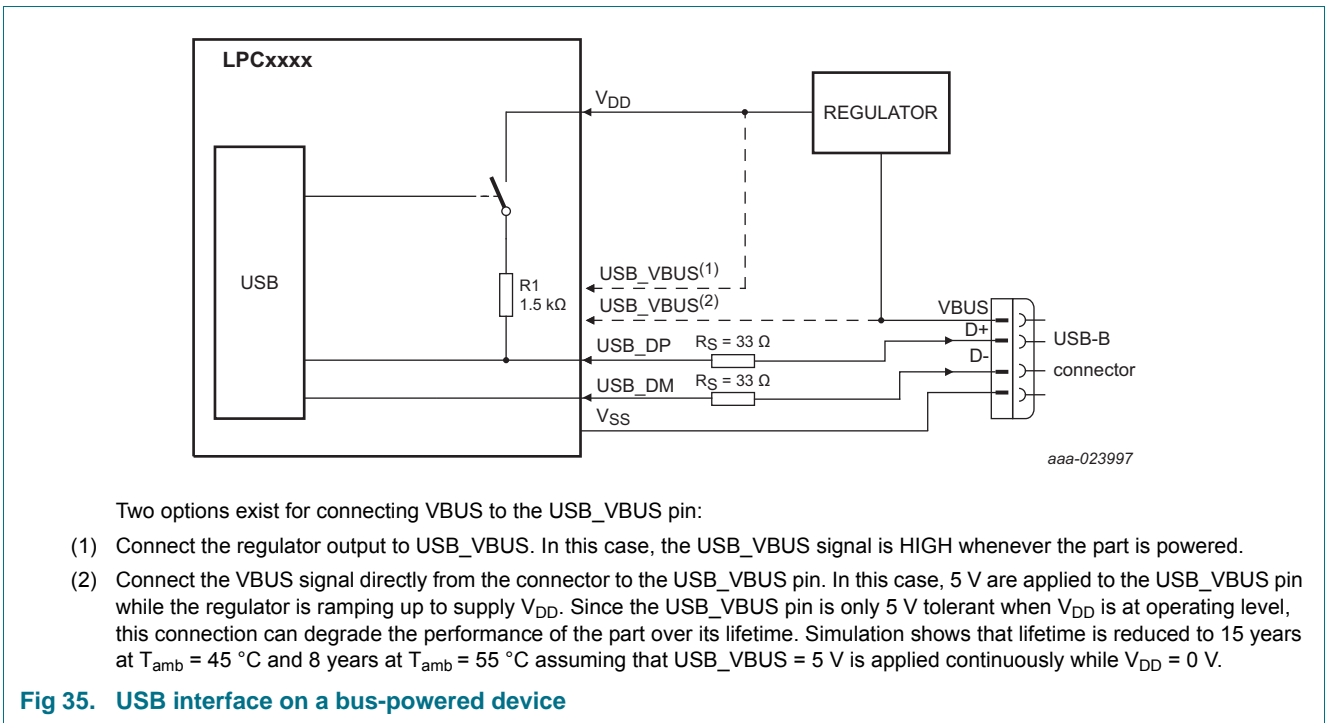 LPCxxxx
VDD
REGULATOR
USB
R1
1.5 kΩ
USB_VBUS(1)
USB_VBUS(2)
VBUS
D+
USB-B
USB_DP
RS = 33 Ω
D-
connector
USB_DM
RS = 33 Ω
VSS
aaa-023997
Two options exist for connecting VBUS to the USB_VBUS pin:
(1) Connect the regulator output to USB_VBUS. In this case, the USB_VBUS signal is HIGH whenever the part is powered.
(2) Connect the VBUS signal directly from the connector to the USB_VBUS pin. In this case, 5 V are applied to the USB_VBUS pin
while the regulator is ramping up to supply VDD. Since the USB_VBUS pin is only 5 V tolerant when VDD is at operating level,
this connection can degrade the performance of the part over its lifetime. Simulation shows that lifetime is reduced to 15 years
at Tamb = 45 °C and 8 years at Tamb = 55 °C assuming that USB_VBUS = 5 V is applied continuously while VDD = 0 V.
Fig 35. USB interface on a bus-powered device